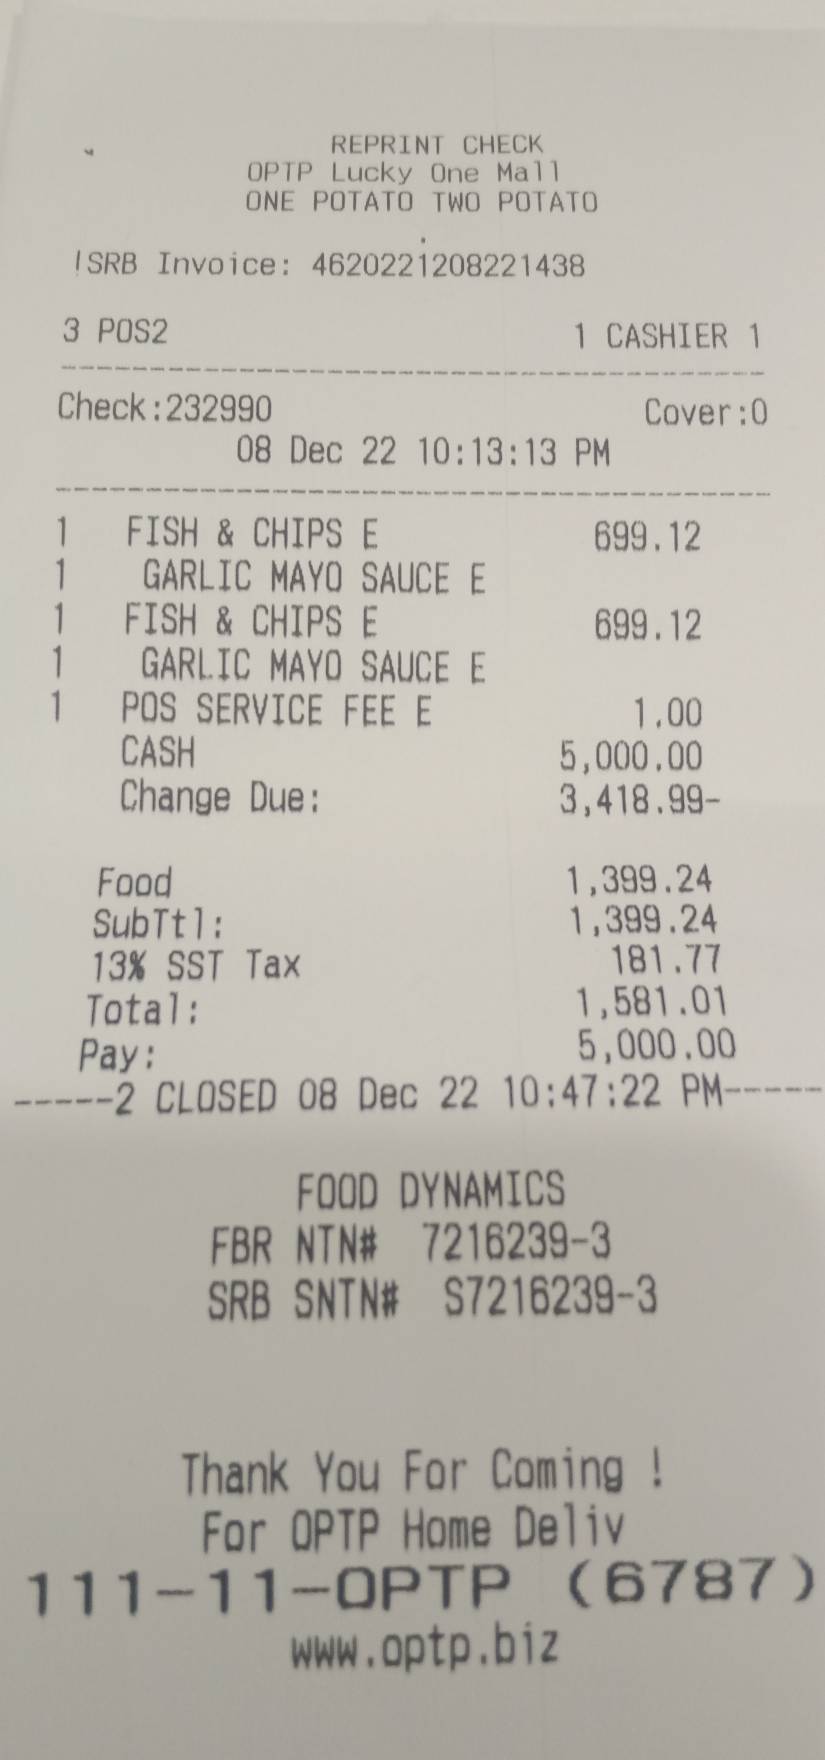 REPRINT CHECK
OPTP Lucky One Mall
ONE POTATO TWO POTATO
!SRB Invoice: 4620221208221438
3 POS2 1 CASHIER 1
--------------------------------------
Check:232990 Cover:0
08 Dec 22 10:13:13 PM
--------------------------------------
1 FISH & CHIPS E 699.12
1 GARLIC MAYO SAUCE E
1 FISH & CHIPS E 699.12
1 GARLIC MAYO SAUCE E
1 POS SERVICE FEE E 1.00
CASH 5,000.00
Change Due: 3,418.99-
Food 1,399.24
SubTtl: 1,399.24
13% SST Tax 181.77
Total: 1,581.01
Pay: 5,000.00
-----2 CLOSED 08 Dec 22 10:47:22 PM-----
FOOD DYNAMICS
FBR NTN# 7216239-3
SRB SNTN# S7216239-3
Thank You For Coming !
For OPTP Home Deliv
111-11-OPTP (6787)
www.optp.biz